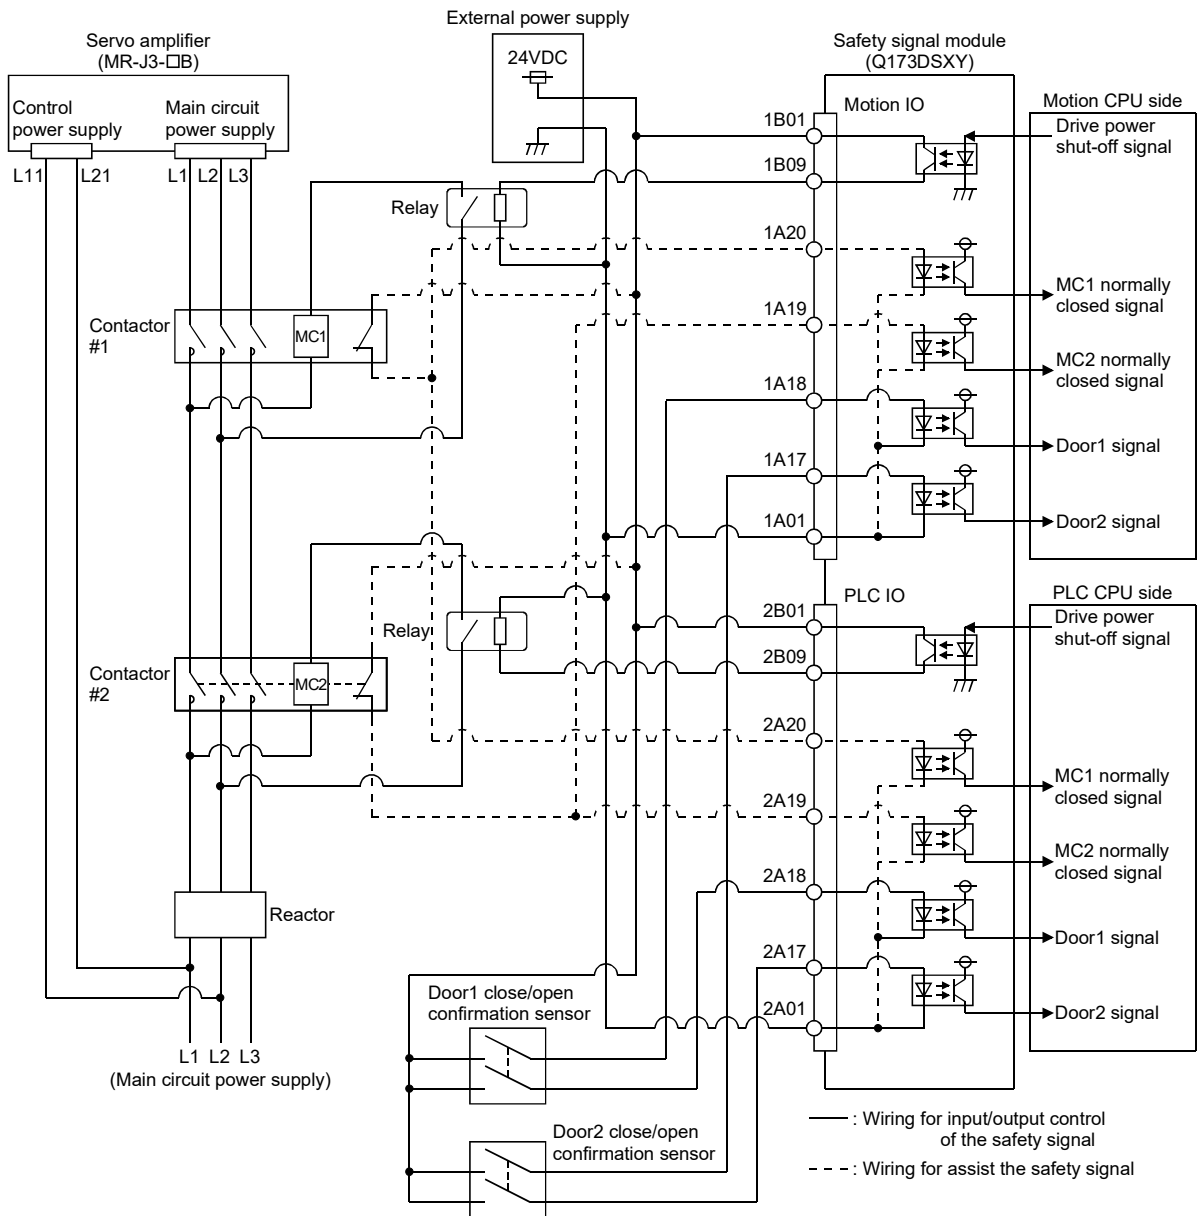 External power supply
24VDC
Servo amplifier
(MR-J3-□B)
Control
power supply
Main circuit
power supply
L11
L21
L1
L2
L3
Safety signal module
(Q173DSXY)
Motion IO
Motion CPU side
1B01
Drive power
shut-off signal
1B09
Relay
1A20
MC1 normally
closed signal
1A19
Contactor
#1
MC1
MC2 normally
closed signal
1A18
Door1 signal
1A17
1A01
Door2 signal
PLC IO
PLC CPU side
2B01
Drive power
shut-off signal
Relay
2B09
Contactor
#2
MC2
2A20
MC1 normally
closed signal
2A19
MC2 normally
closed signal
2A18
Reactor
Door1 signal
2A17
Door1 close/open
confirmation sensor
2A01
Door2 signal
L1 L2 L3
(Main circuit power supply)
Door2 close/open
confirmation sensor
: Wiring for input/output control
of the safety signal
: Wiring for assist the safety signal